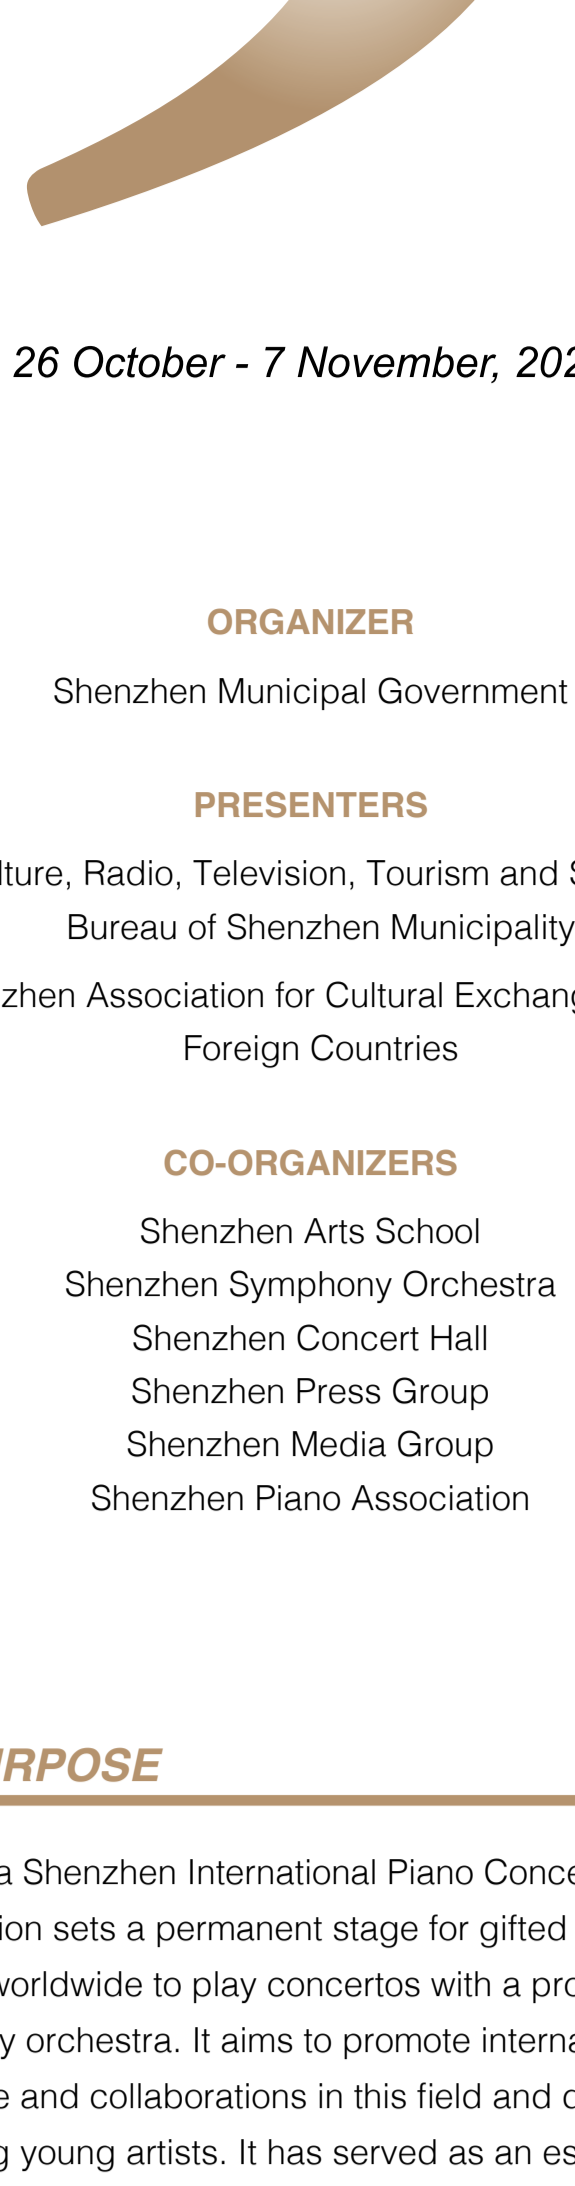 26 October - 7 November, 202
ORGANIZER
Shenzhen Municipal Government
PRESENTERS
lture, Radio, Television, Tourism and S
Bureau of Shenzhen Municipality
zhen Association for Cultural Exchang
Foreign Countries
CO-ORGANIZERS
Shenzhen Arts School
Shenzhen Symphony Orchestra
Shenzhen Concert Hall
Shenzhen Press Group
Shenzhen Media Group
Shenzhen Piano Association
RPOSE
a Shenzhen International Piano Conce
ion sets a permanent stage for gifted
worldwide to play concertos with a pro
y orchestra. It aims to promote interna
e and collaborations in this field and d
g young artists. It has served as an es